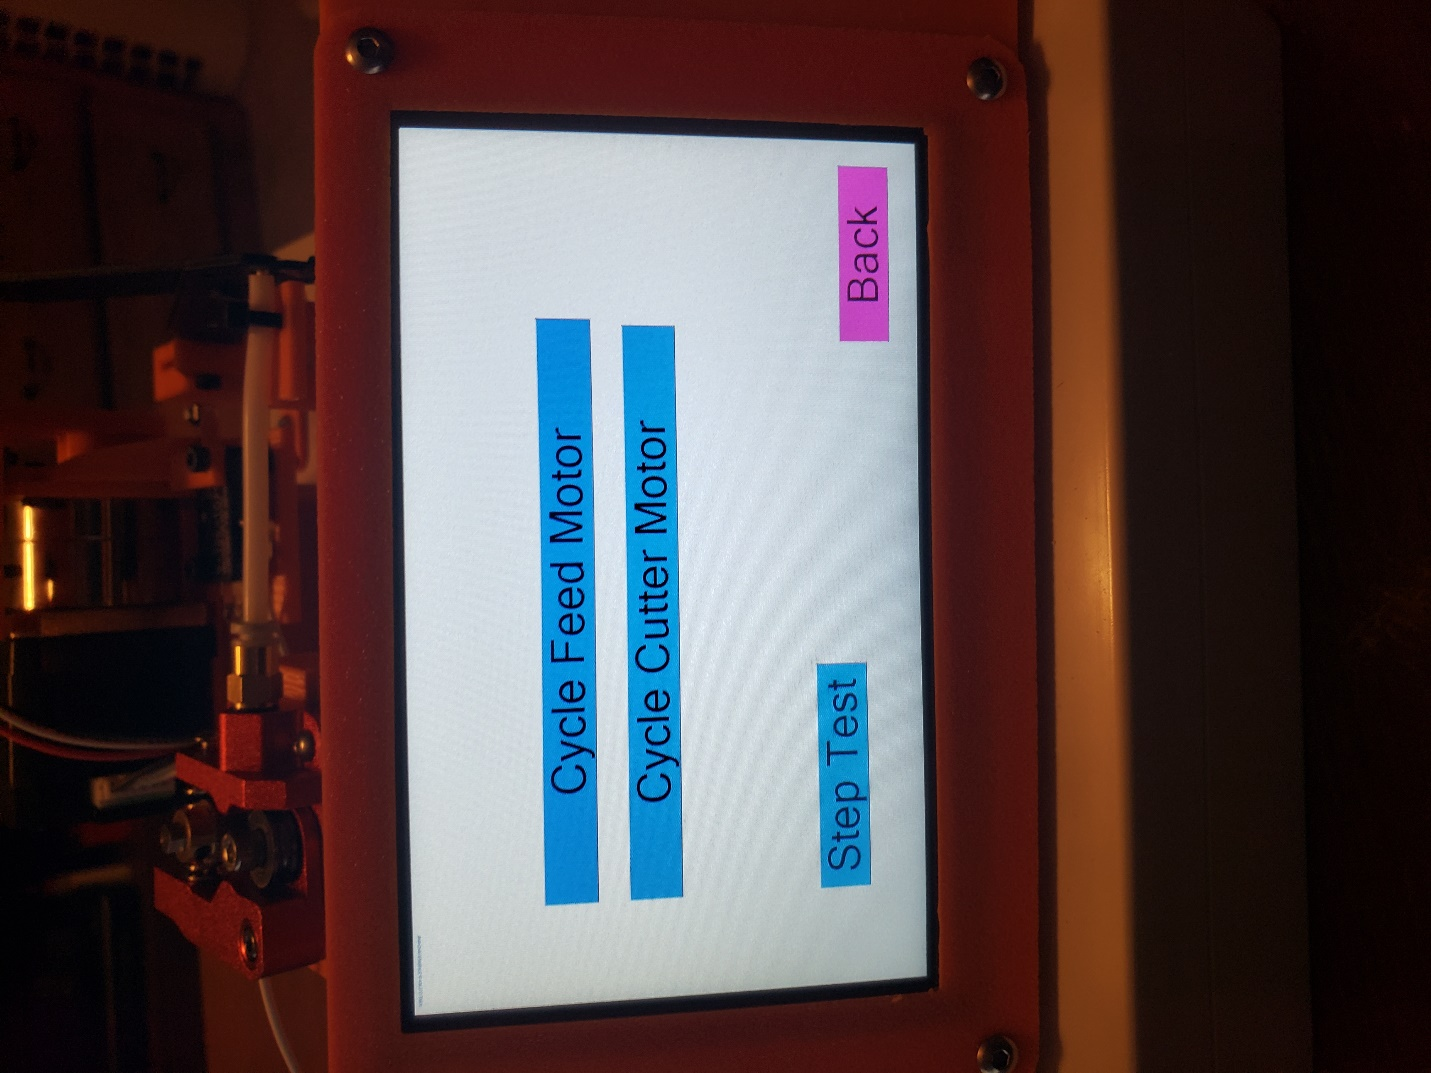 Cycle Feed Motor
Cycle Cutter Motor
Step Test
Back